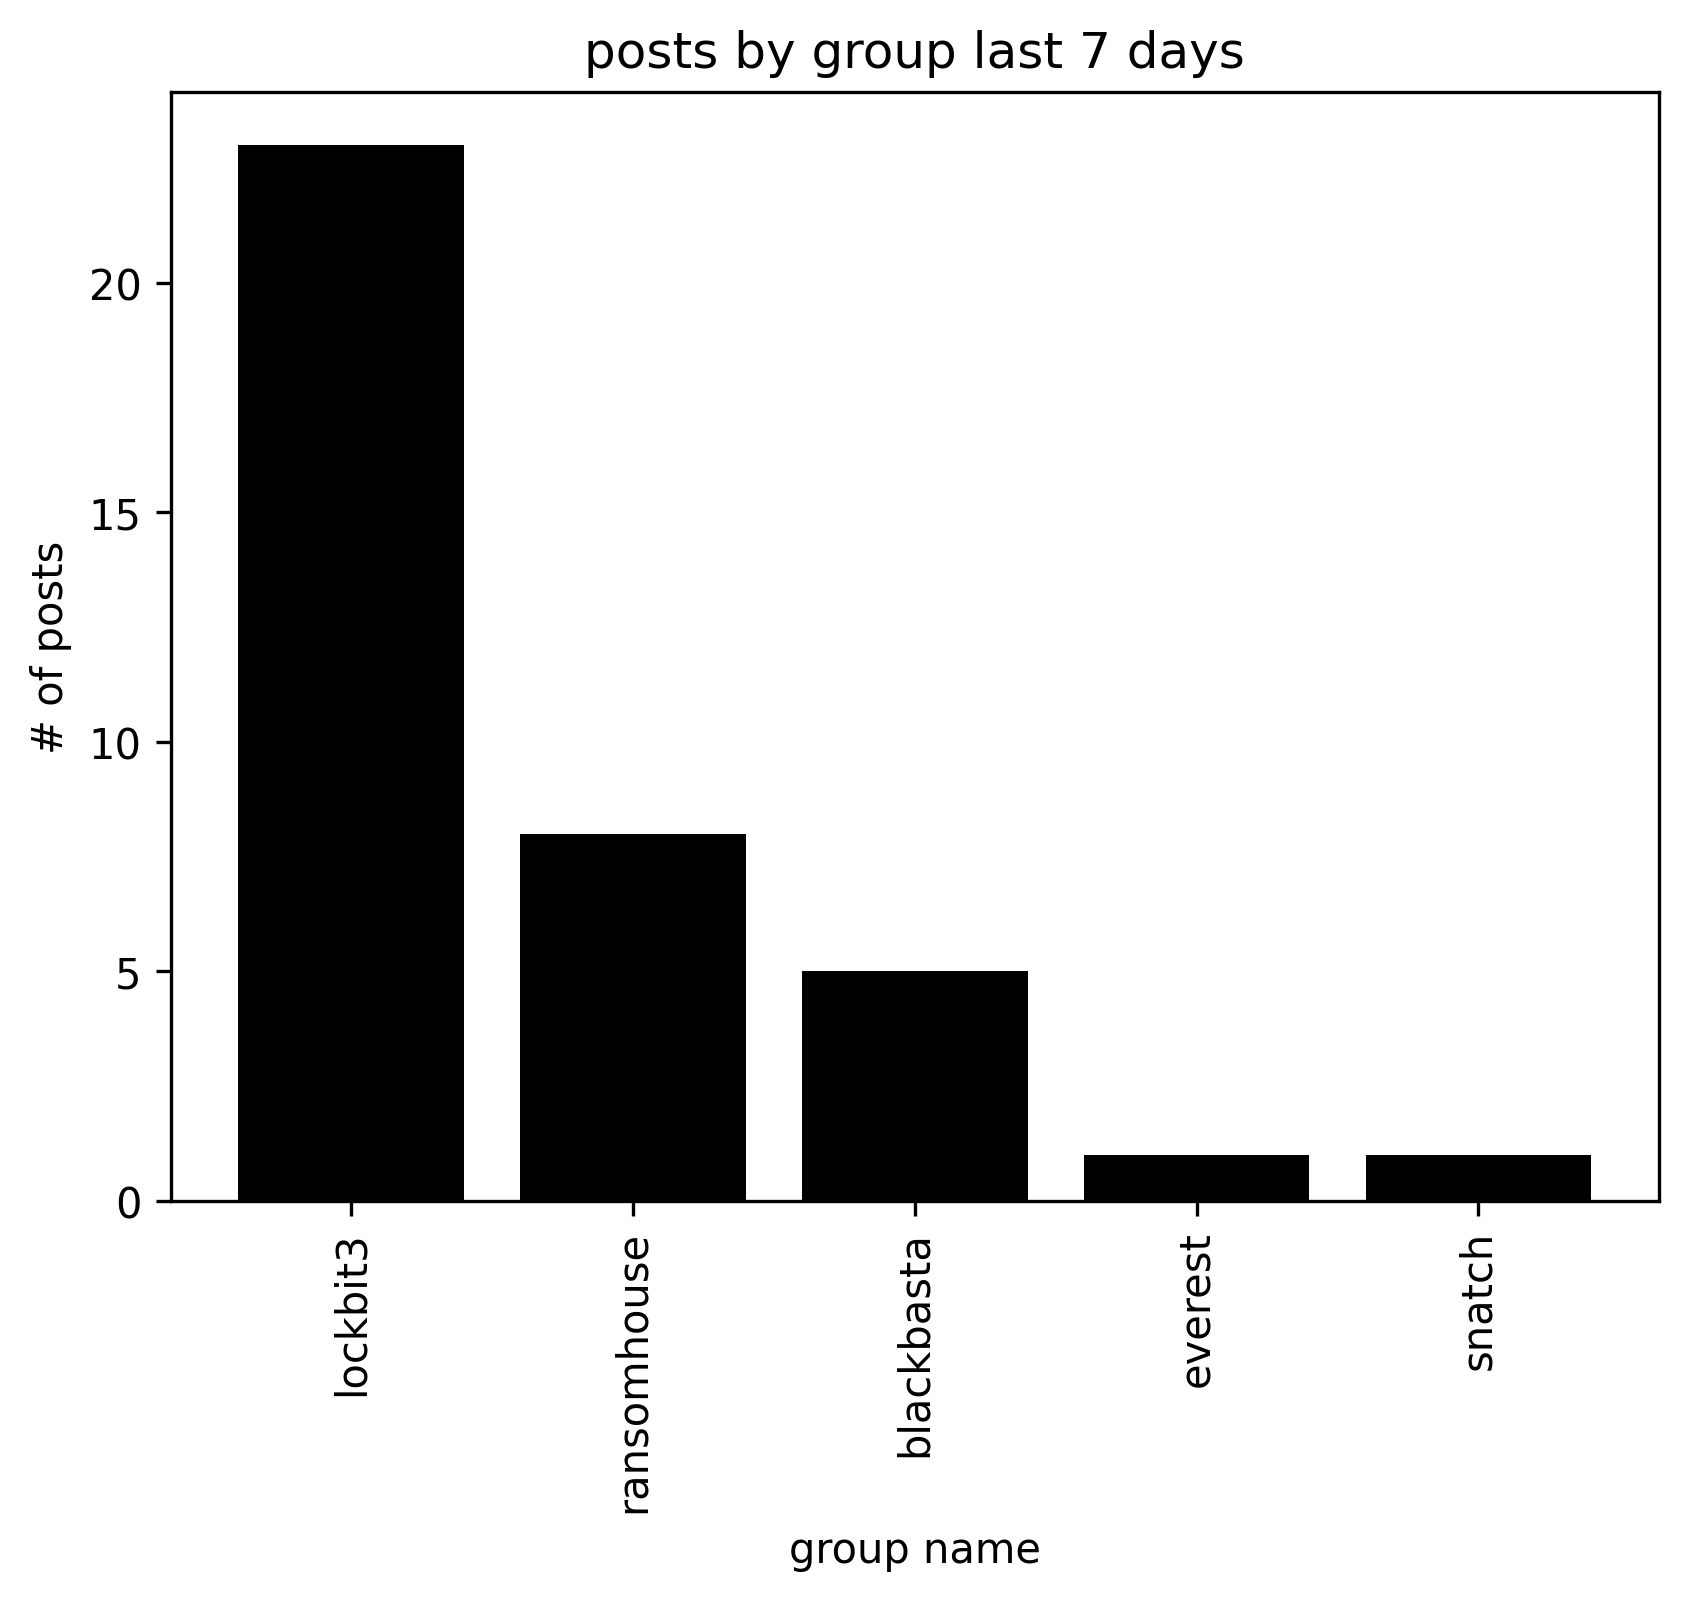 posts by group last 7 days
# of posts
20
15
10
5
0
lockbit3
ransomhouse
blackbasta
everest
snatch
group name